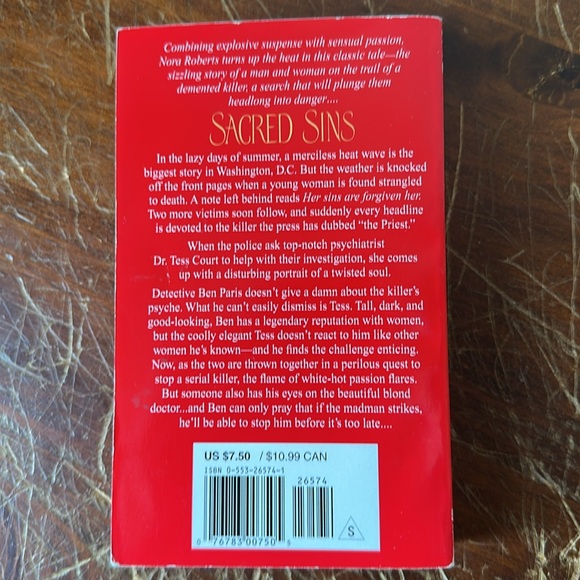 Combining explosive suspense with sensual passion,
Nora Roberts turns up the heat in this classic tale—the
sizzling story of a man and woman on the trail of a
demented killer, a search that will plunge them
headlong into danger....
SACRED SINS
In the lazy days of summer, a merciless heat wave is the
biggest story in Washington, D.C. But the weather is knocked
off the front pages when a young woman is found strangled
to death. A note left behind reads Her sins are forgiven her.
Two more victims soon follow, and suddenly every headline
is devoted to the killer the press has dubbed “the Priest.”
When the police ask top-notch psychiatrist
Dr. Tess Court to help with their investigation, she comes
up with a disturbing portrait of a twisted soul.
Detective Ben Paris doesn’t give a damn about the killer’s
psyche. What he can’t easily dismiss is Tess. Tall, dark, and
good-looking, Ben has a legendary reputation with women,
but the coolly elegant Tess doesn’t react to him like other
women he’s known—and he finds the challenge enticing.
Now, as the two are thrown together in a perilous quest to
stop a serial killer, the flame of white-hot passion flares.
But someone also has his eyes on the beautiful blond
doctor...and Ben can only pray that if the madman strikes,
he’ll be able to stop him before it’s too late....
US $7.50 / $10.99 CAN
ISBN 0-553-26574-1
26574
S
0 76783 00750 5